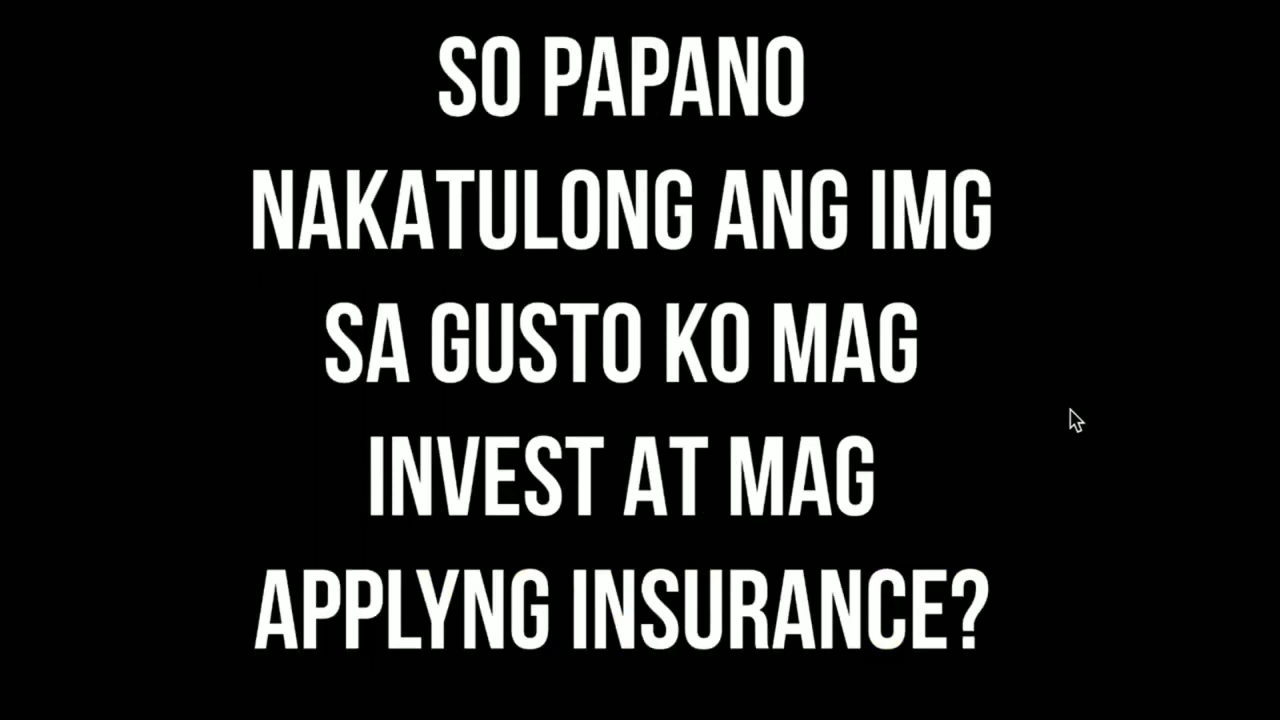 SO PAPANO
NAKATULONG ANG IMG
SA GUSTO KO MAG
INVEST AT MAG
APPLYNG INSURANCE?